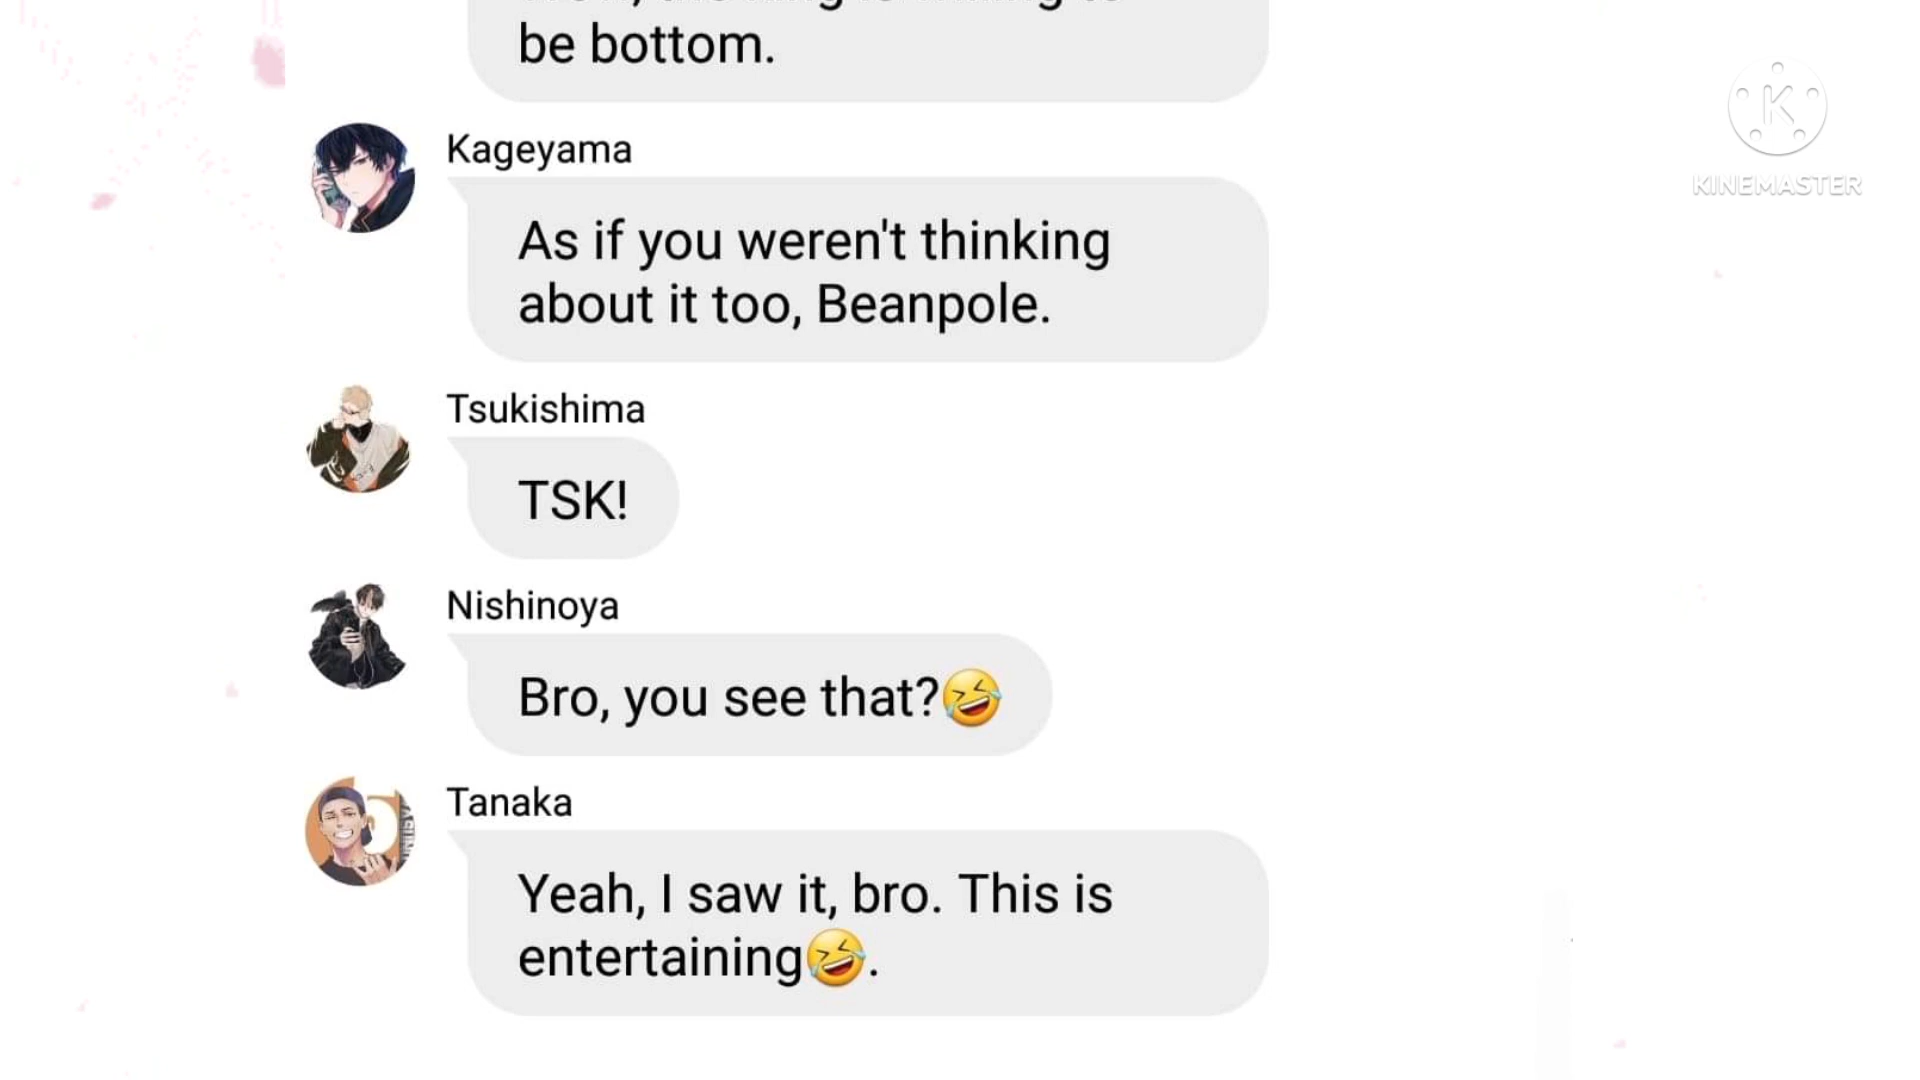 be bottom.
Kageyama
As if you weren't thinking
about it too, Beanpole.
Tsukishima
TSK!
Nishinoya
Bro, you see that?🤣
Tanaka
Yeah, I saw it, bro. This is
entertaining🤣.
K
KINEMASTER